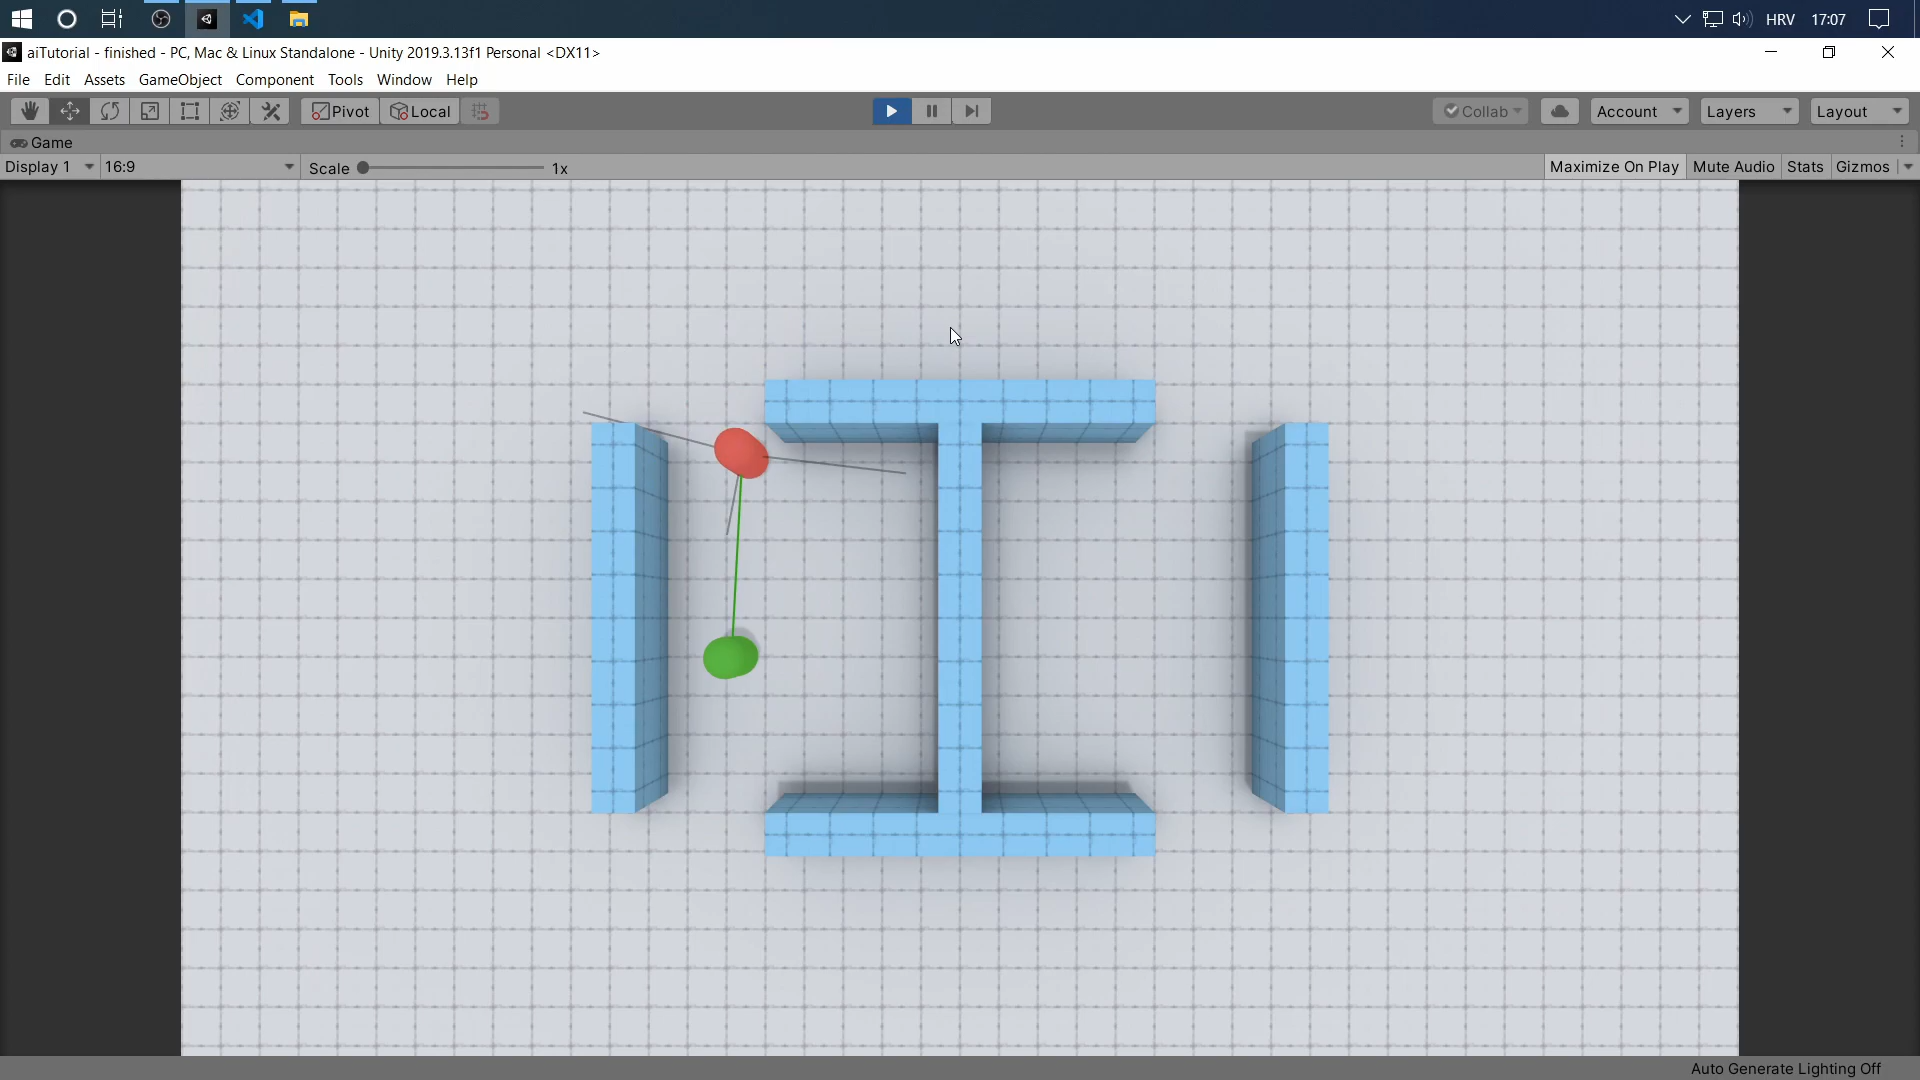 HRV 17:07
aiTutorial - finished - PC, Mac & Linux Standalone - Unity 2019.3.13f1 Personal <DX11>
File Edit Assets GameObject Component Tools Window Help
Pivot Local Collab Account Layers Layout
Game
Display 1 16:9 Scale 1x Maximize On Play Mute Audio Stats Gizmos
Auto Generate Lighting Off